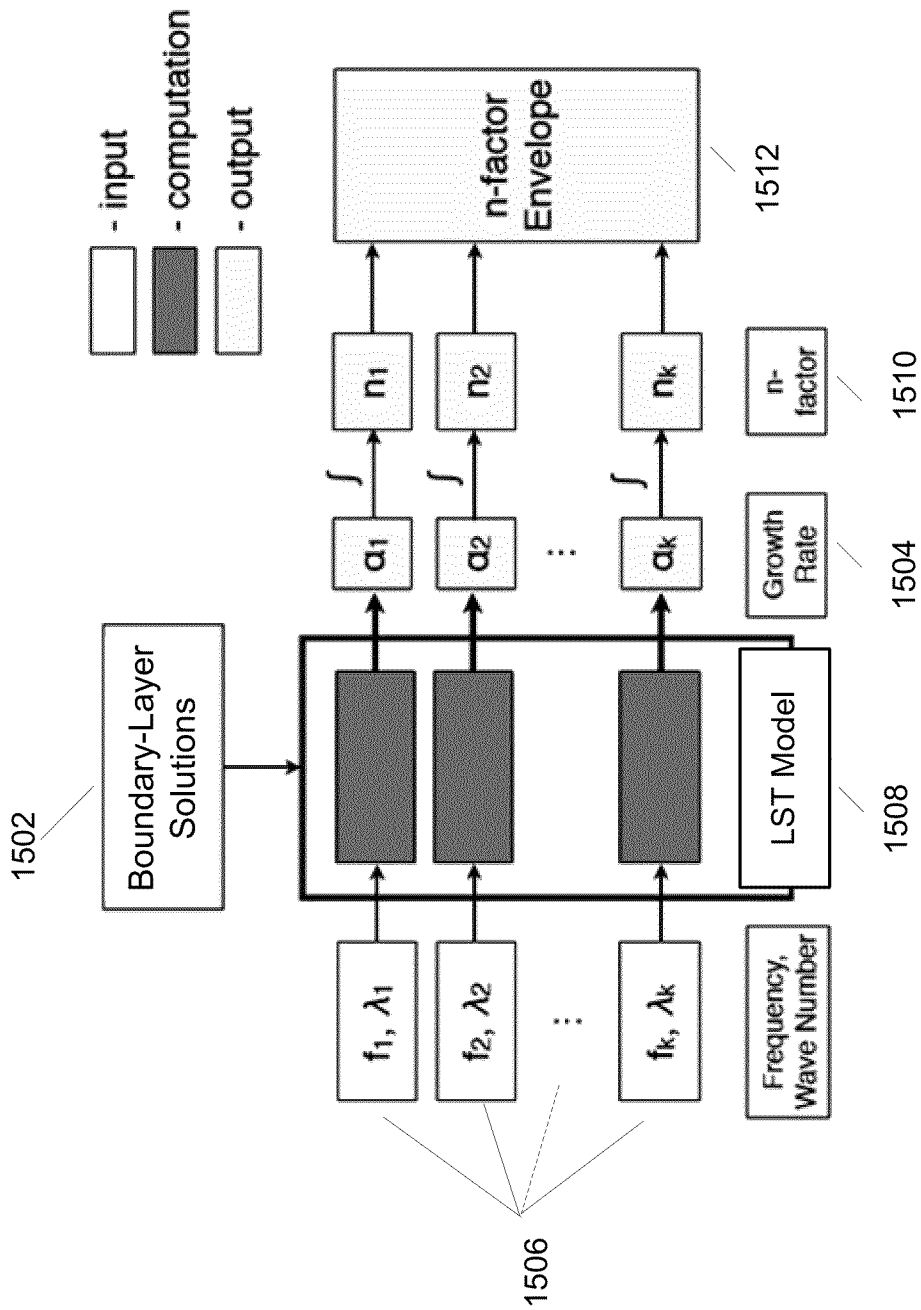 - input
- computation
- output
1502
Boundary-Layer
Solutions
f1, λ1
f2, λ2
⋮
fk, λk
1506
Frequency,
Wave Number
LST Model
1508
α1
α2
⋮
αk
Growth
Rate
1504
∫
∫
∫
n1
n2
nk
n-
factor
1510
n-factor
Envelope
1512